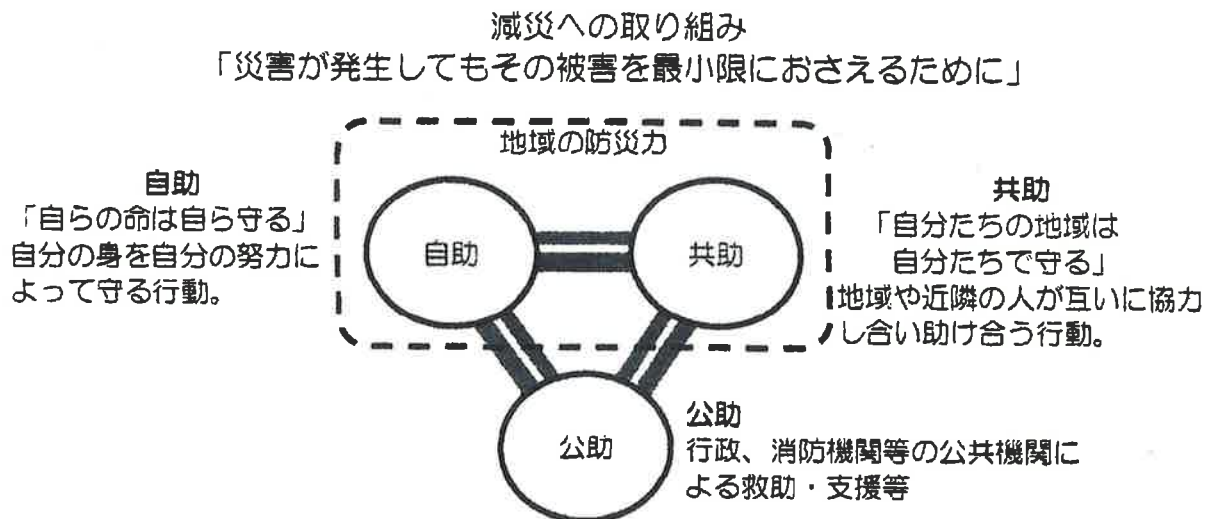 減災への取り組み
「災害が発生してもその被害を最小限におさえるために」
地域の防災力
自助
「自らの命は自ら守る」
自分の身を自分の努力に
よって守る行動。
自助
共助
共助
「自分たちの地域は
自分たちで守る」
地域や近隣の人が互いに協力
し合い助け合う行動。
公助
公助
行政、消防機関等の公共機関に
よる救助・支援等